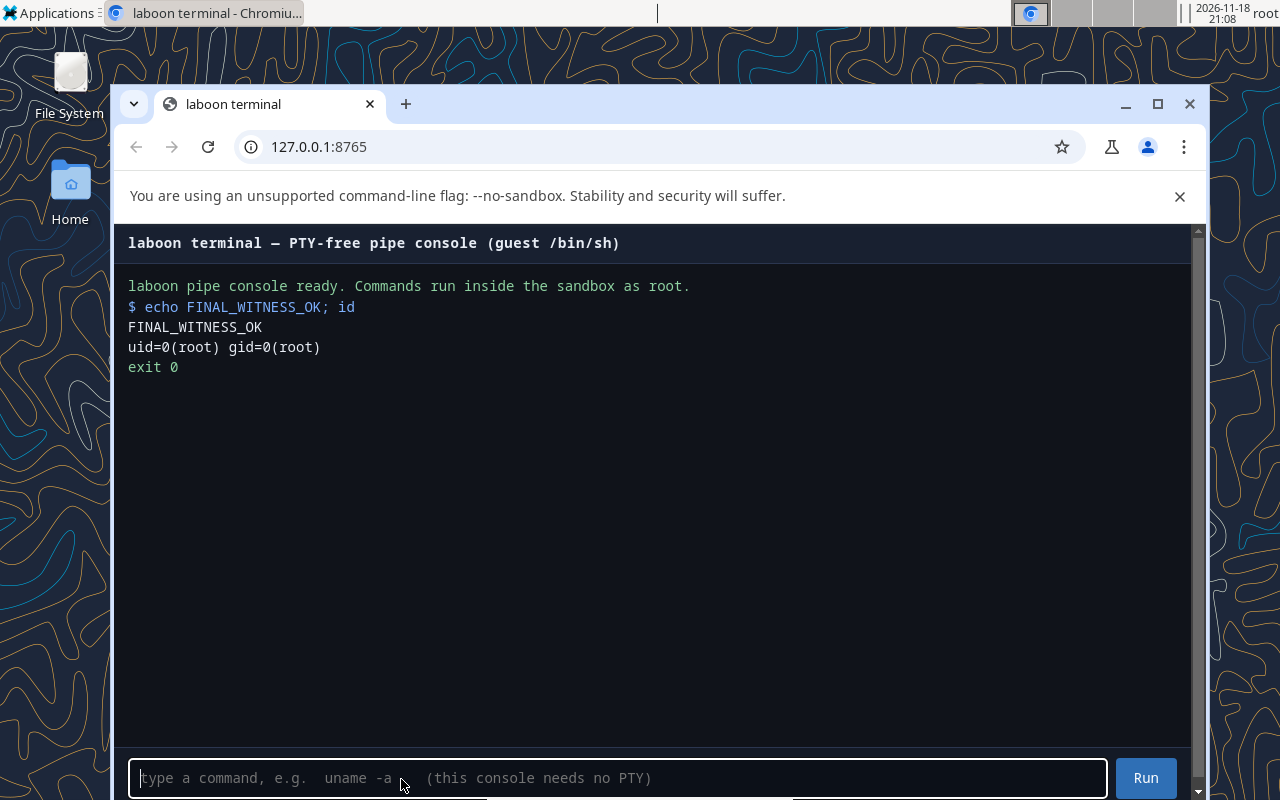 Applications
laboon terminal - Chromiu...
2026-11-18
21:08
root
File System
Home
laboon terminal
127.0.0.1:8765
You are using an unsupported command-line flag: --no-sandbox. Stability and security will suffer.
laboon terminal — PTY-free pipe console (guest /bin/sh)
laboon pipe console ready. Commands run inside the sandbox as root.
$ echo FINAL_WITNESS_OK; id
FINAL_WITNESS_OK
uid=0(root) gid=0(root)
exit 0
type a command, e.g. uname -a (this console needs no PTY)
Run